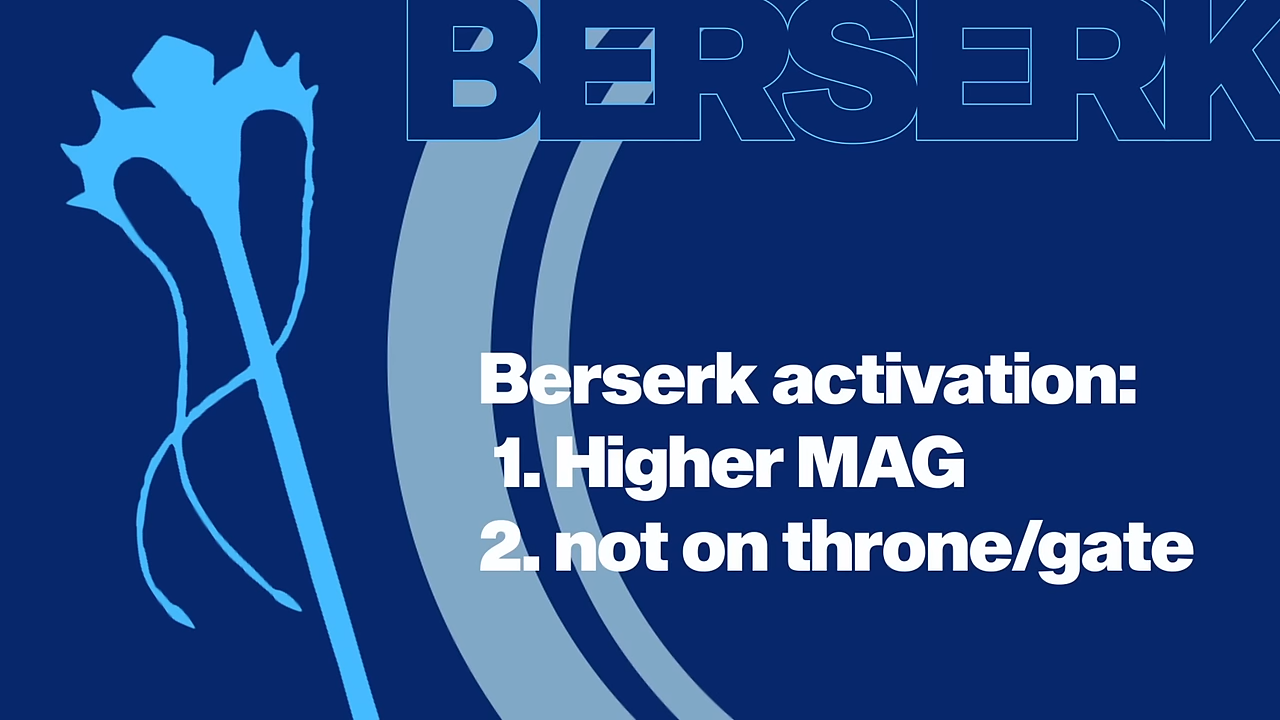 BERSERK
Berserk activation:
1. Higher MAG
2. not on throne/gate